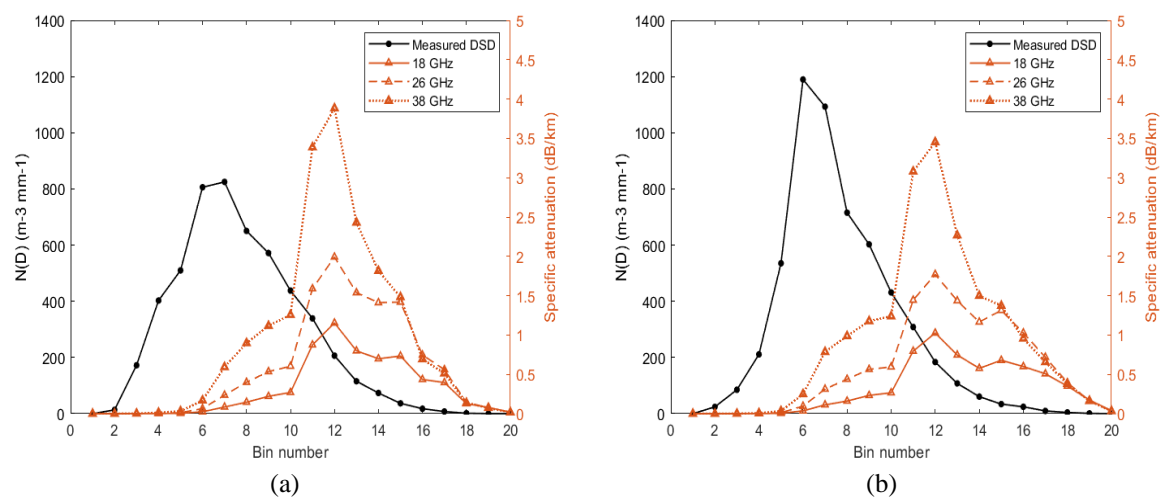 1400
1200
1000
800
600
400
200
0
N(D) (m-3 mm-1)
5
4.5
4
3.5
3
2.5
2
1.5
1
0.5
0
Specific attenuation (dB/km)
Measured DSD
18 GHz
26 GHz
38 GHz
0 2 4 6 8 10 12 14 16 18 20
Bin number
(a)
1400
1200
1000
800
600
400
200
0
N(D) (m-3 mm-1)
5
4.5
4
3.5
3
2.5
2
1.5
1
0.5
0
Specific attenuation (dB/km)
Measured DSD
18 GHz
26 GHz
38 GHz
0 2 4 6 8 10 12 14 16 18 20
Bin number
(b)